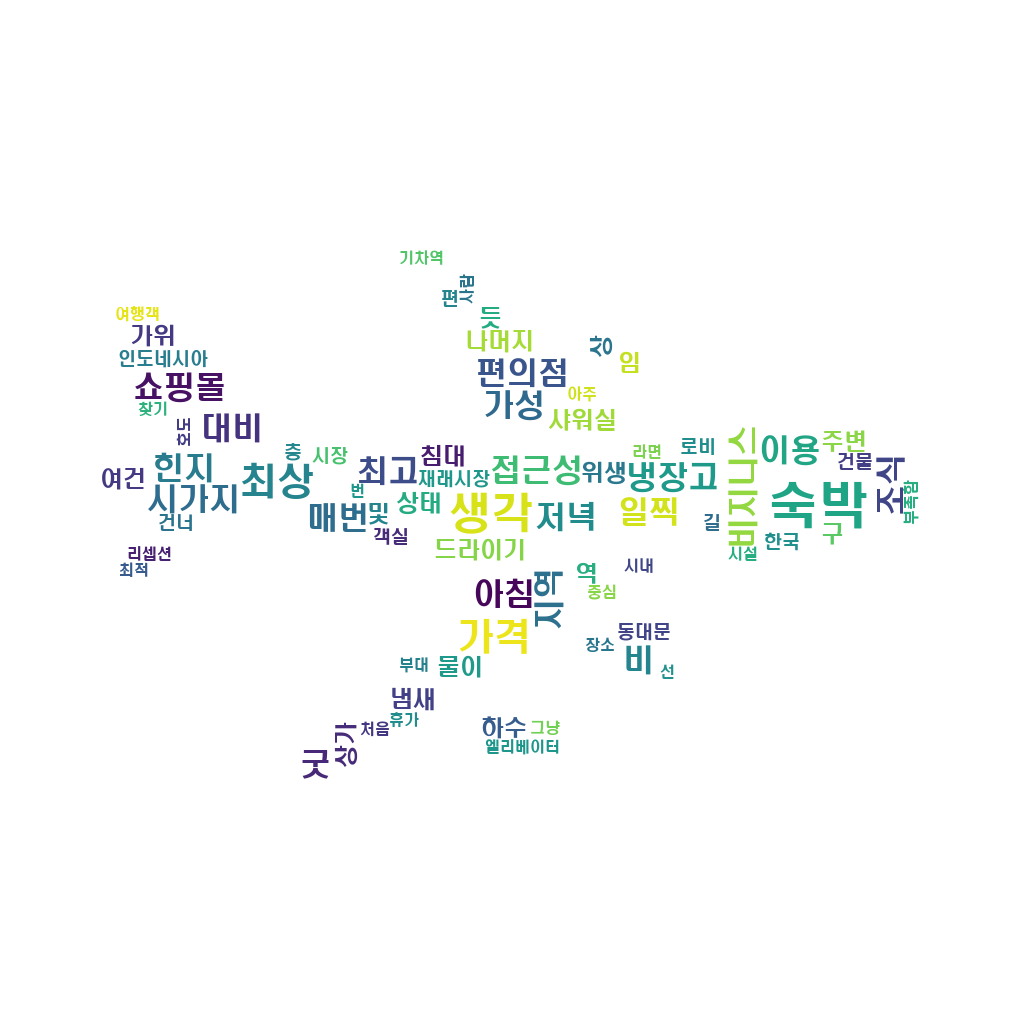 기차역
사람
편
여행객
듯
가위
나머지
상
인도네시아
임
편의점
쇼핑몰
아주
가성
찾기
샤워실
호도
대비
주변
로비
이용
층
라면
시장
침대
비지니스
건물
힌지
최고
접근성
위생
조식
여건
최상
재래시장
냉장고
번
숙박
부족함
시가지
상태
매번
및
생각
저녁
일찍
길
건너
객실
구
한국
드라이기
리셉션
시설
최적
역
시내
아침
지역
중심
가격
동대문
장소
부대
물이
비
선
냄새
휴가
처음
상가
하수
그냥
엘리베이터
굿